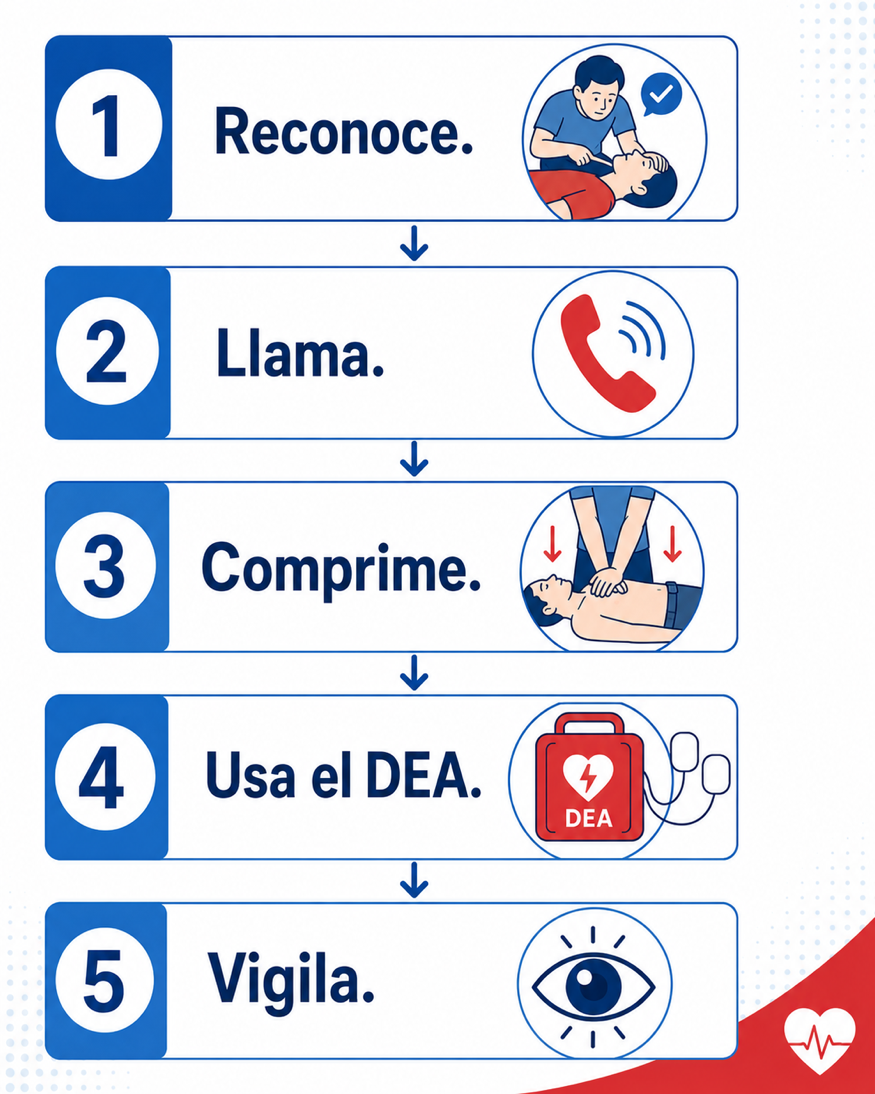 1
Reconoce.
2
Llama.
3
Comprime.
4
Usa el DEA.
DEA
5
Vigila.